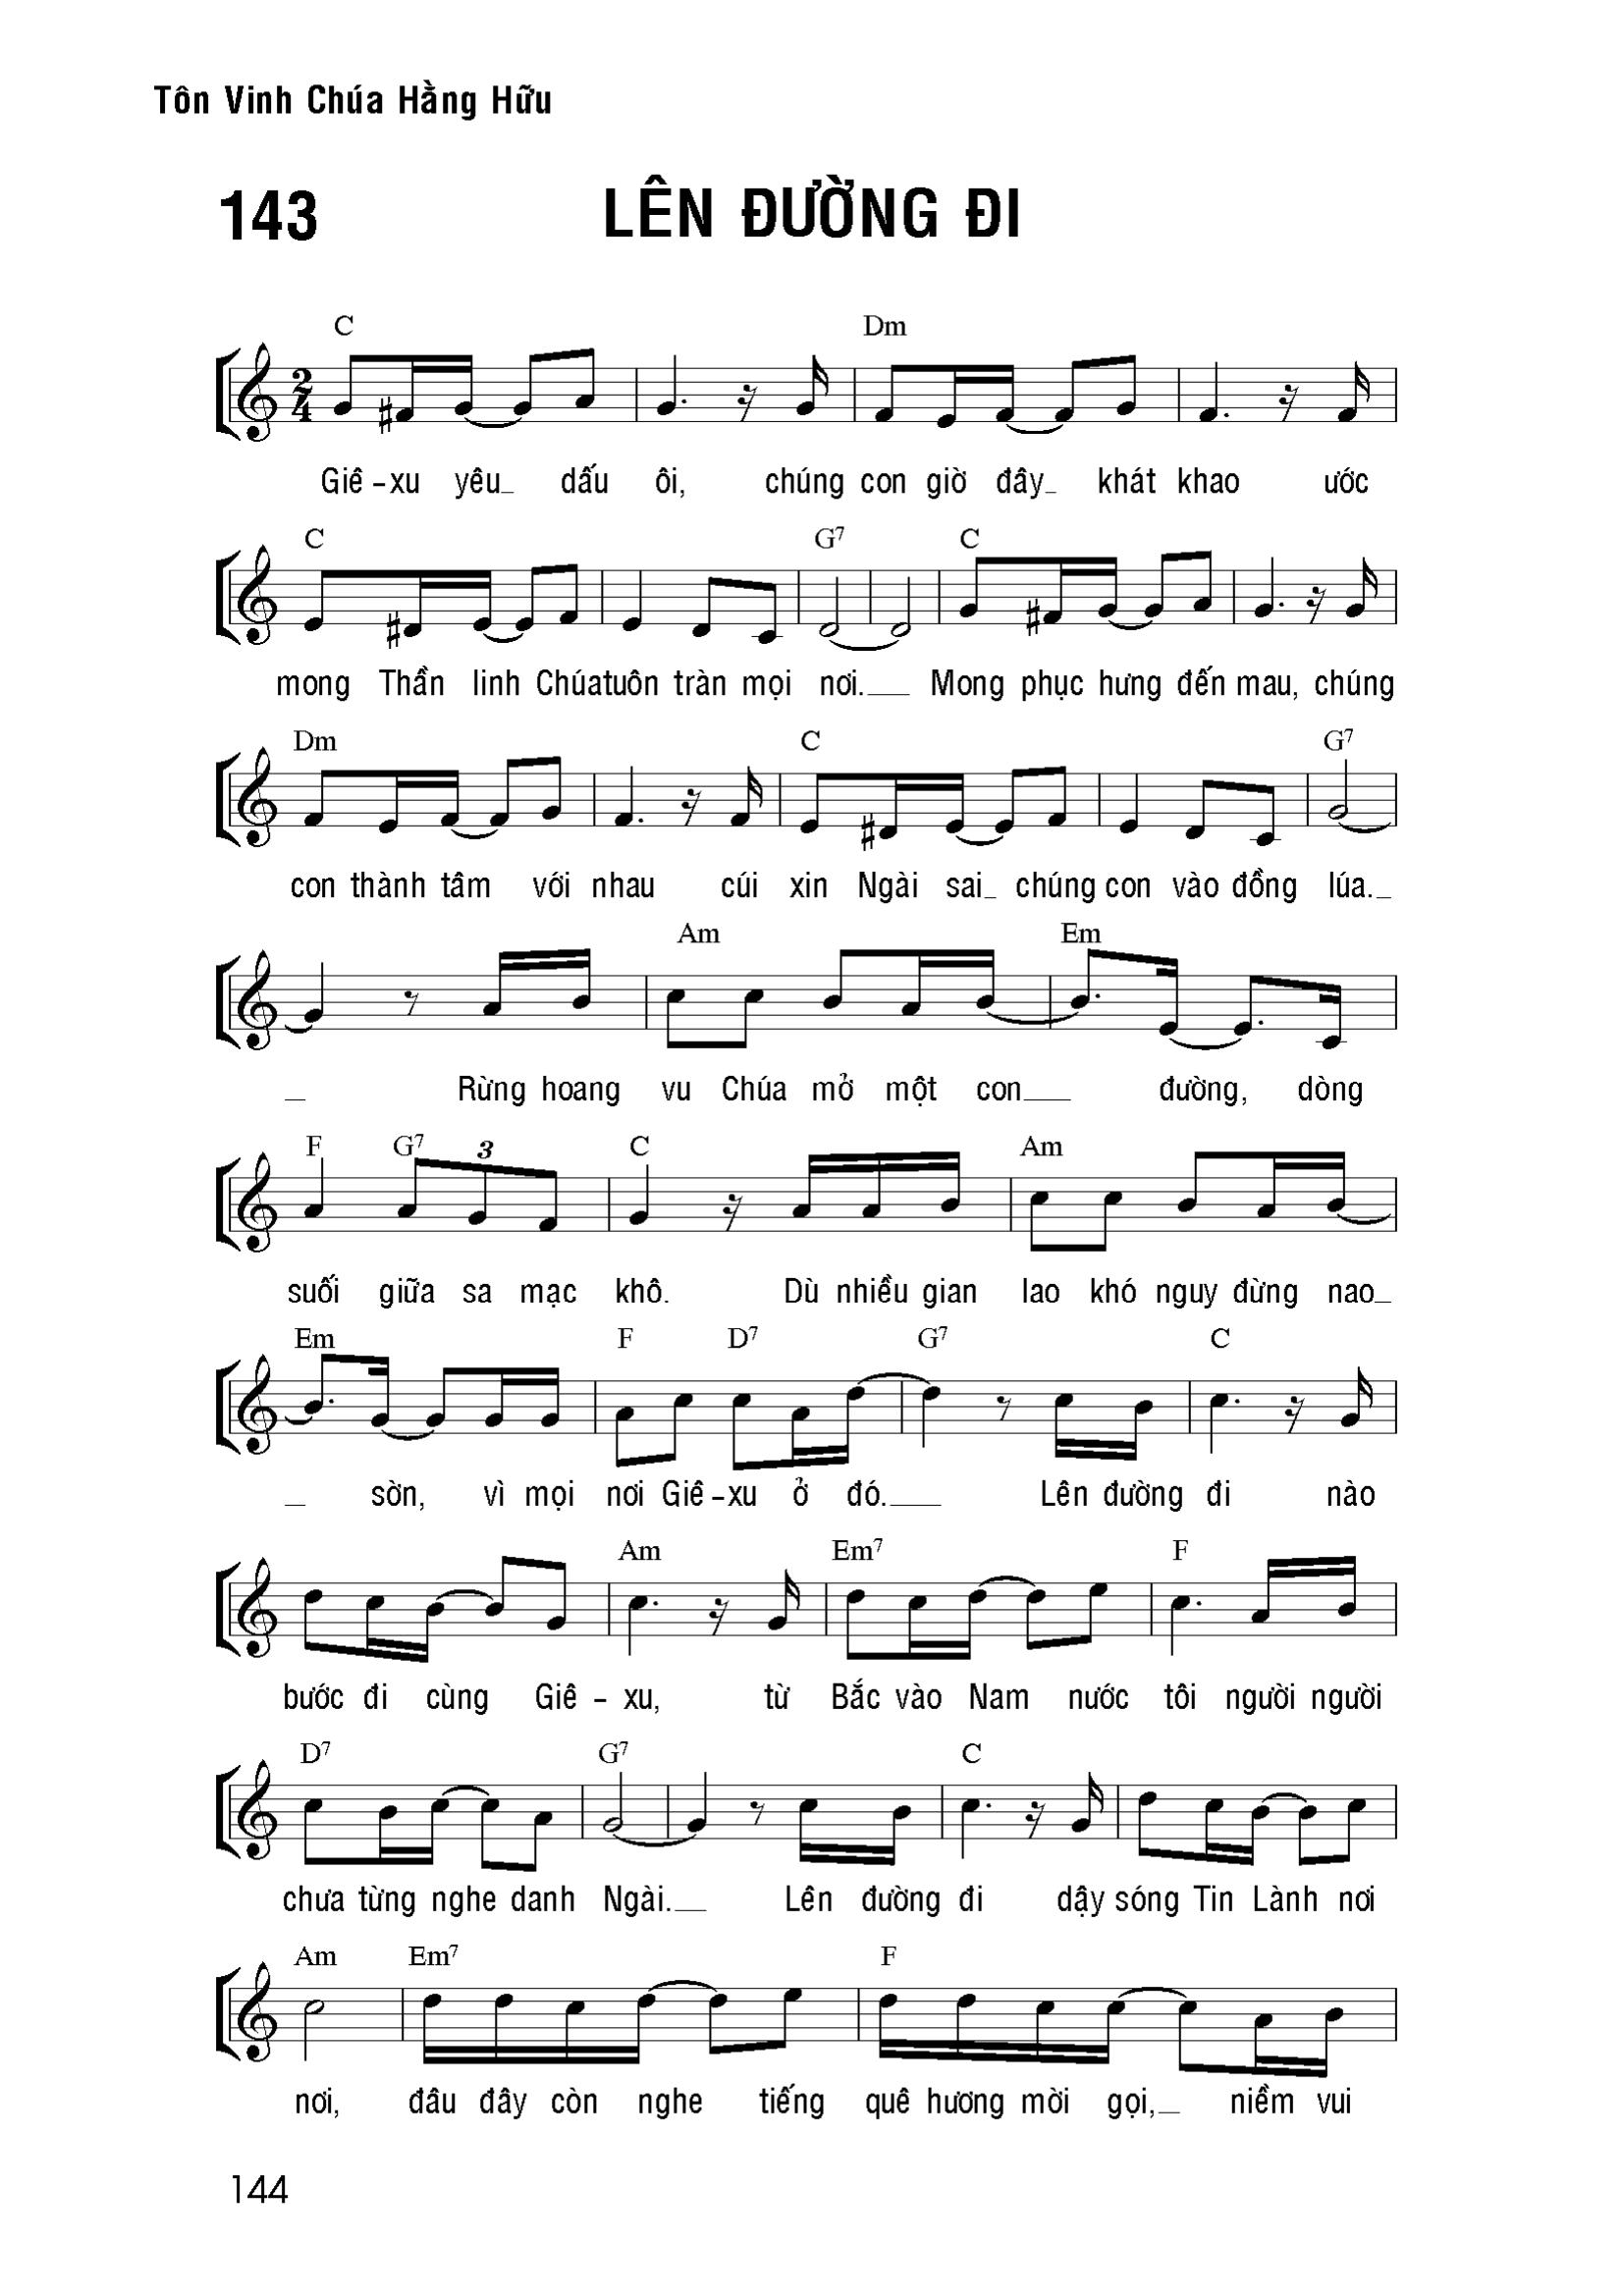 Tôn Vinh Chúa Hằng Hữu
143 LÊN ĐƯỜNG ĐI
C Dm
2
4
Giê-xu yêu_ dấu ôi, chúng con giờ đây_ khát khao ước
C G7 C
mong Thần linh Chúa tuôn tràn mọi nơi.__ Mong phục hưng đến mau, chúng
Dm C G7
con thành tâm với nhau cúi xin Ngài sai_ chúng con vào đồng lúa._
Am Em
_ Rừng hoang vu Chúa mở một con__ đường, dòng
F G7 3 C Am
suối giữa sa mạc khô. Dù nhiều gian lao khó nguy đừng nao_
Em F D7 G7 C
_ sờn, vì mọi nơi Giê-xu ở đó.__ Lên đường đi nào
Am Em7 F
bước đi cùng Giê - xu, từ Bắc vào Nam nước tôi người người
D7 G7 C
chưa từng nghe danh Ngài.__ Lên đường đi dậy sóng Tin Lành nơi
Am Em7 F
nơi, đâu đây còn nghe tiếng quê hương mời gọi,_ niềm vui
144